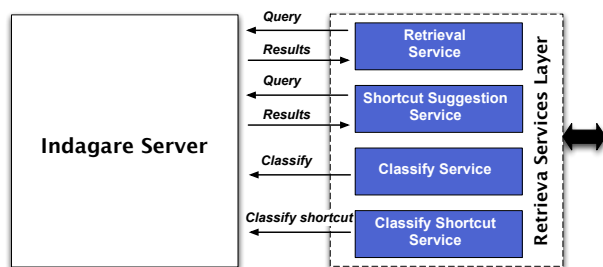 Indagare Server
Query
Results
Query
Results
Classify
Classify shortcut
Retrieval
Service
Shortcut Suggestion
Service
Classify Service
Classify Shortcut
Service
Retrieva Services Layer